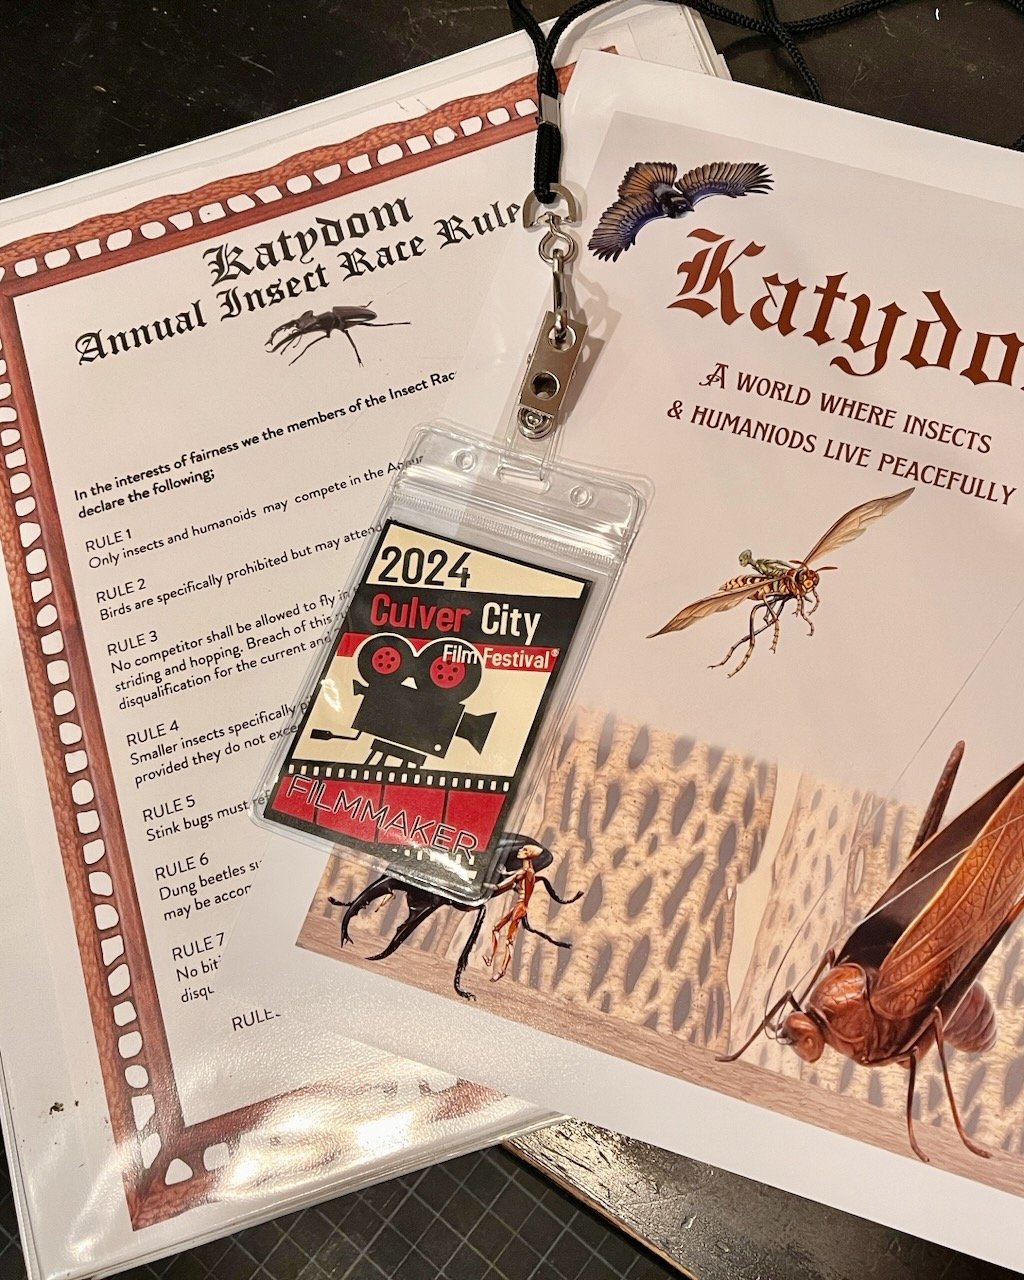 Katydom
Annual Insect Race Rule
In the interests of fairness we the members of the Insect Rac
declare the following;
RULE 1
Only insects and humanoids may compete in the
RULE 2
Birds are specifically prohibited but may attend
RULE 3
No competitor shall be allowed to fly in
striding and hopping. Breach of this
disqualification for the current and
RULE 4
Smaller insects specifically
provided they do not exce
RULE 5
Stink bugs must
RULE 6
Dung beetles
may be
RULE 7
No bit
RULE
2024
Culver City
Film Festival®
FILMMAKER
Katydo
A WORLD WHERE INSECTS
& HUMANIODS LIVE PEACEFULLY